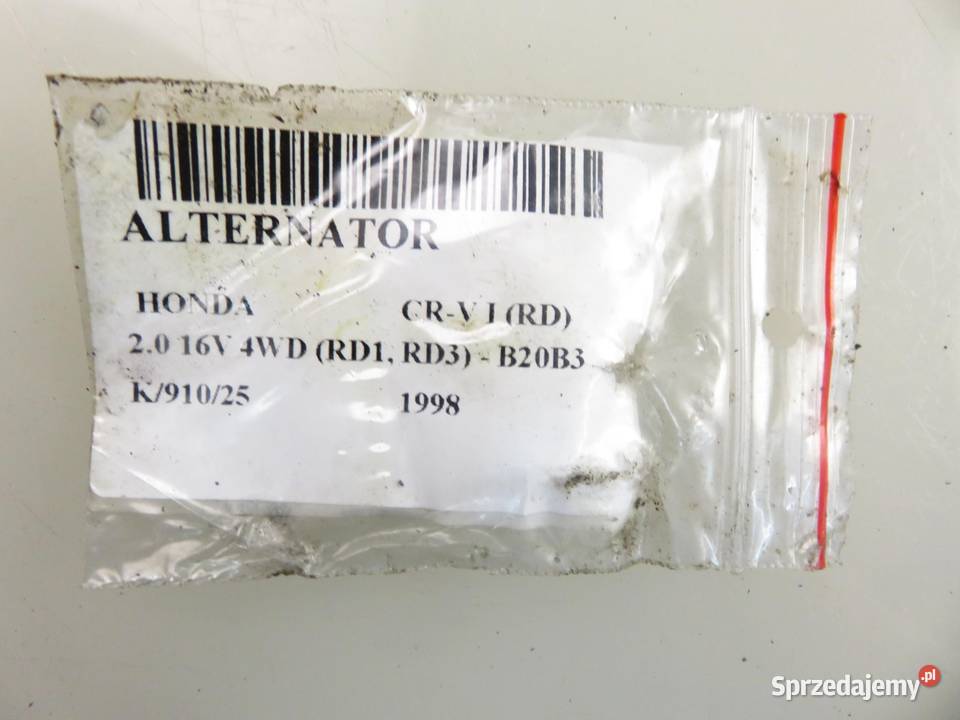 ALTERNATOR
HONDA CR-V I (RD)
2.0 16V 4WD (RD1, RD3) - B20B3
K/910/25 1998
Sprzedajemy.pl